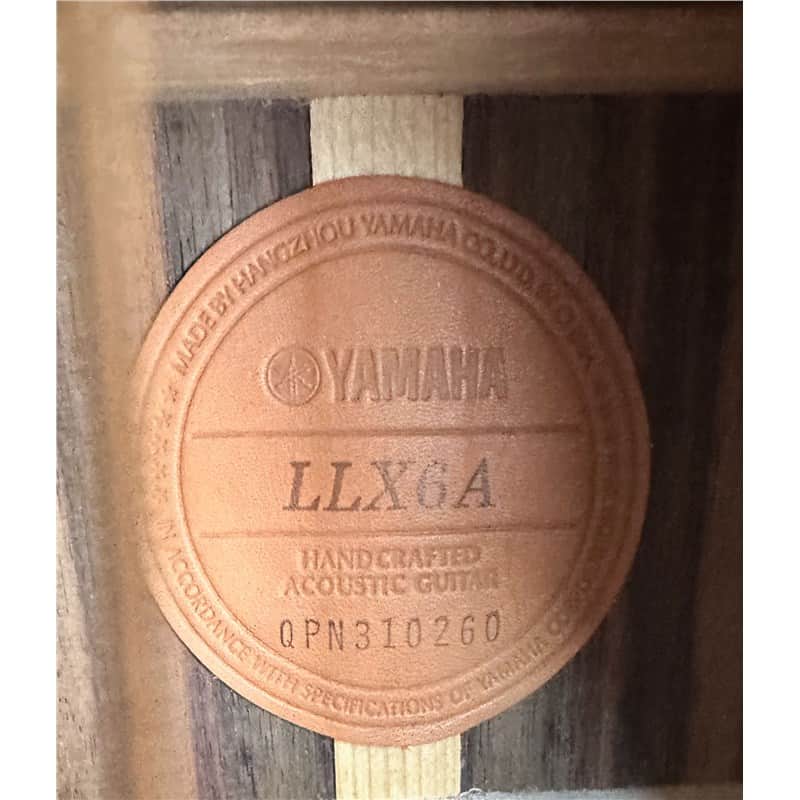 MADE BY HANGZHOU YAMAHA CO.LTD.
YAMAHA
LLX6A
HANDCRAFTED
ACOUSTIC GUITAR
QPN310260
IN ACCORDANCE WITH SPECIFICATIONS OF YAMAHA